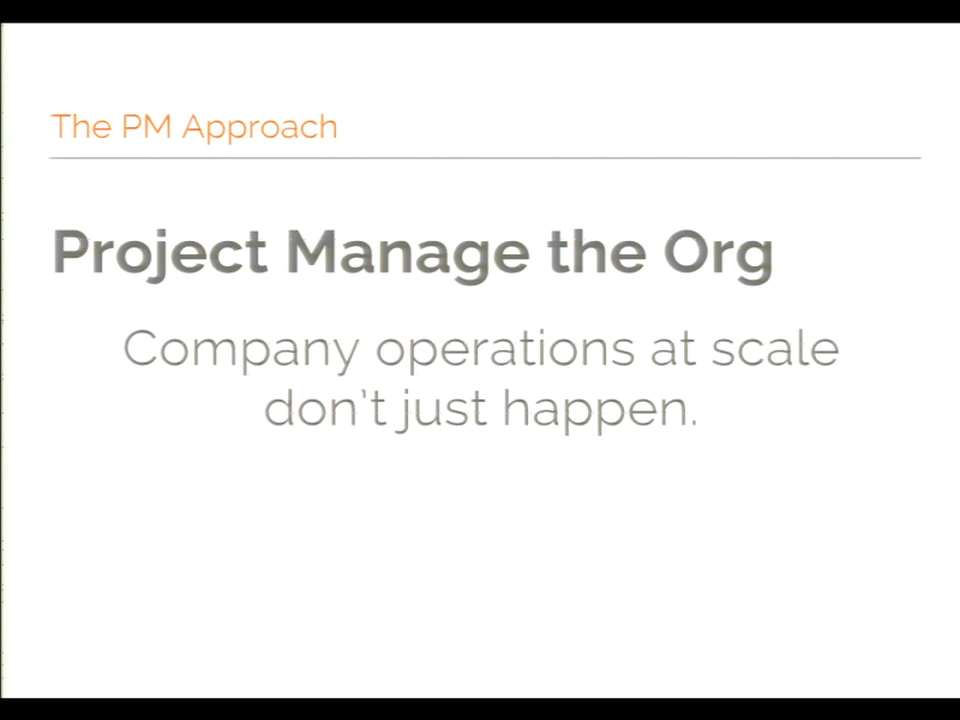 The PM Approach
Project Manage the Org
Company operations at scale
don't just happen.